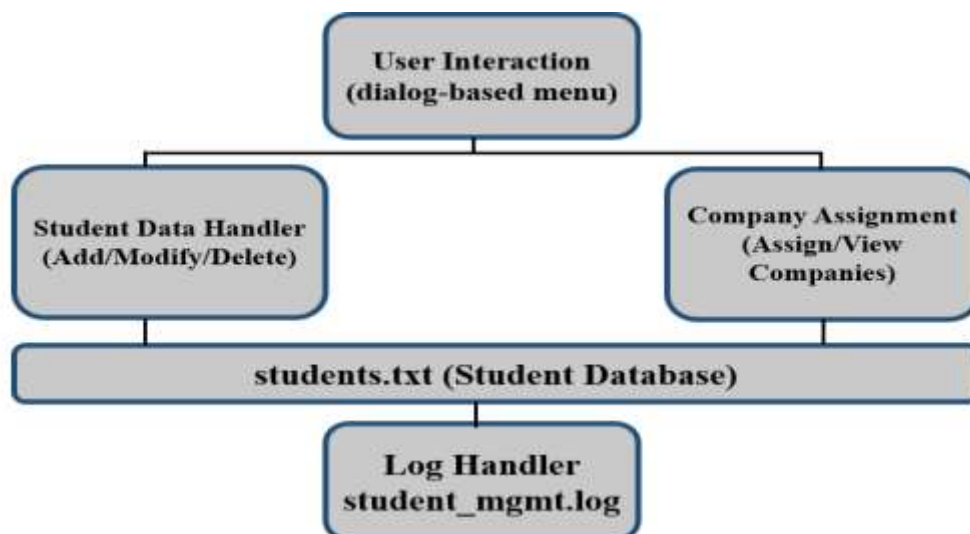 User Interaction
(dialog-based menu)
Student Data Handler
(Add/Modify/Delete)
Company Assignment
(Assign/View
Companies)
students.txt (Student Database)
Log Handler
student_mgmt.log